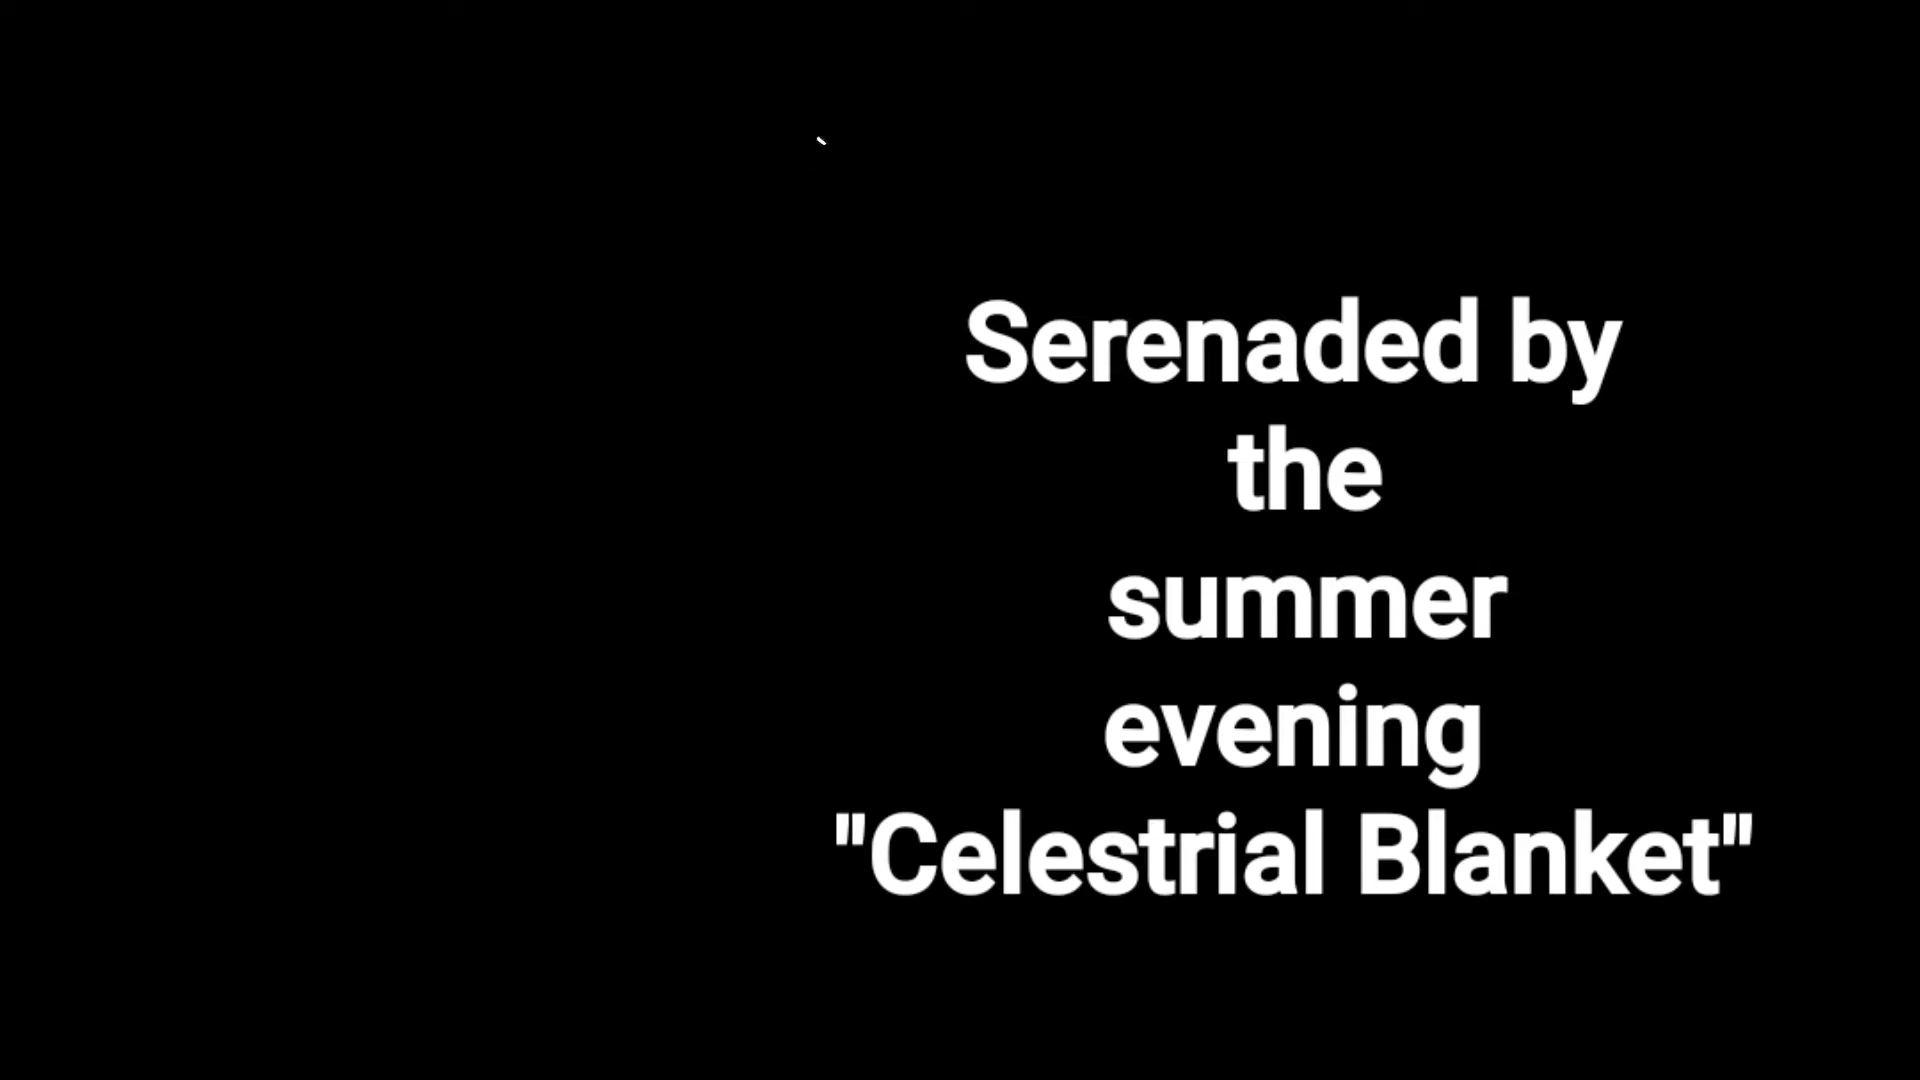 Serenaded by
the
summer
evening
"Celestrial Blanket"